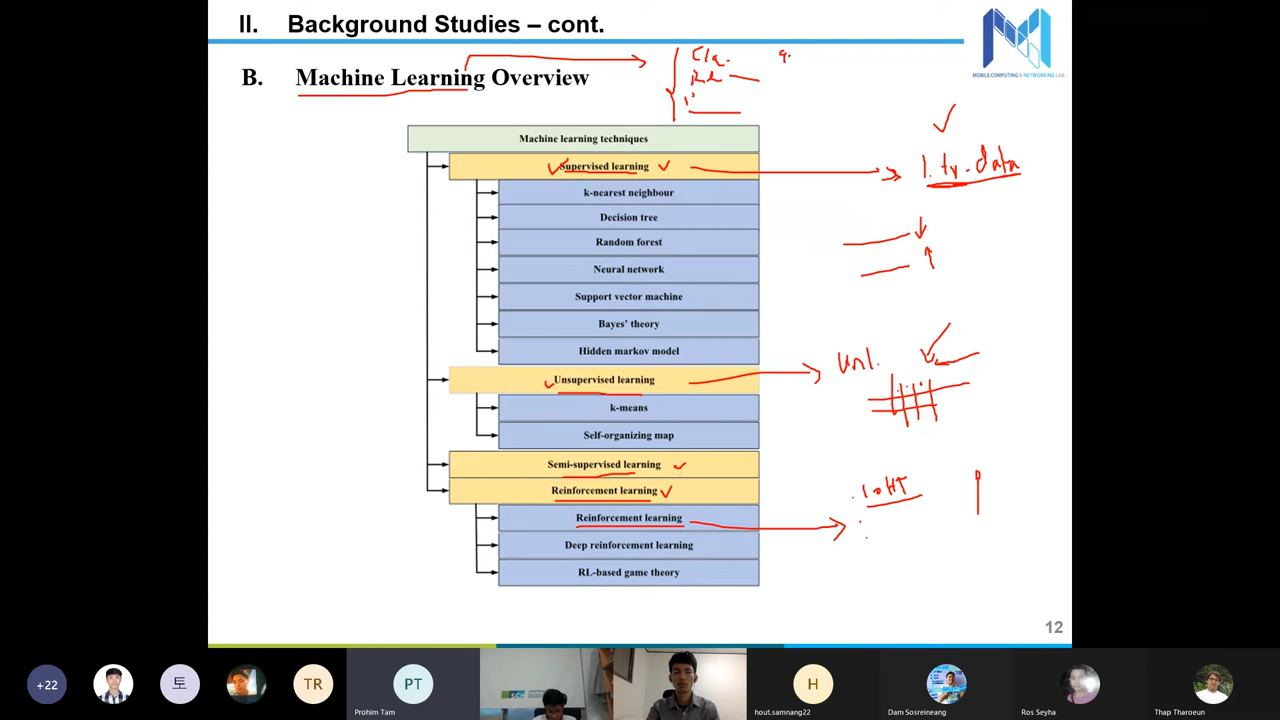 II. Background Studies – cont.
MOBILE COMPUTING & NETWORKING LAB.
B. Machine Learning Overview
Machine learning techniques
Supervised learning
1. tr. data
k-nearest neighbour
Decision tree
Random forest
Neural network
Support vector machine
Bayes' theory
Hidden markov model
Unsupervised learning
Unl.
k-means
Self-organizing map
Semi-supervised learning
Reinforcement learning
Reinforcement learning
Deep reinforcement learning
RL-based game theory
12
+22
토
TR
PT
Prohim Tam
H
hout.samnang22
Dam Sosreineang
Ros Seyha
Thap Tharoeun